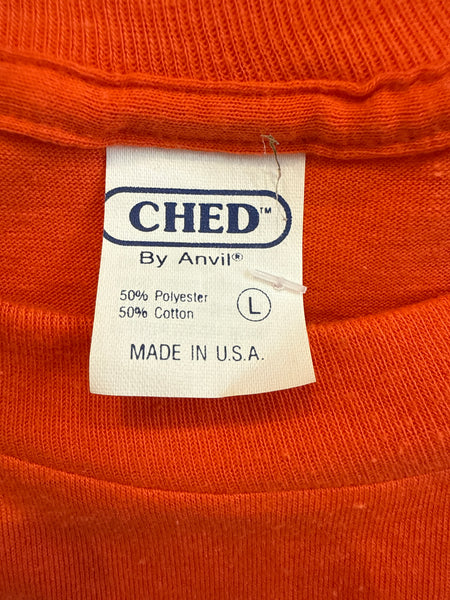 CHED™
By Anvil®
50% Polyester
50% Cotton
L
MADE IN U.S.A.